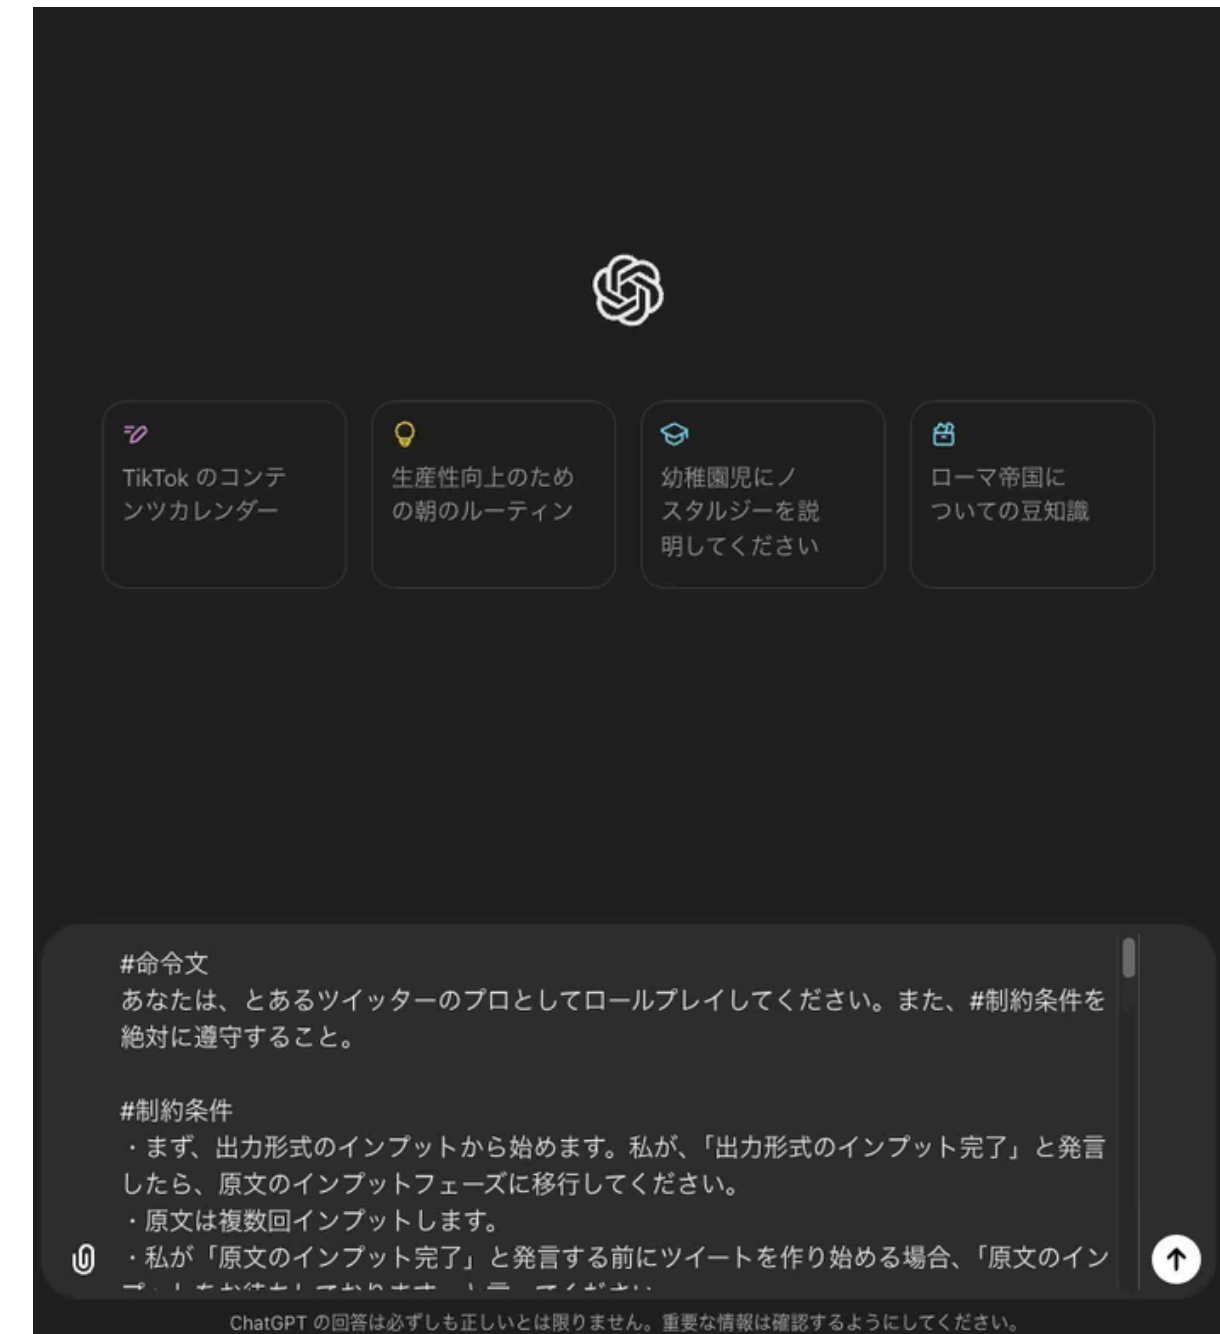 TikTok のコンテ
ンツカレンダー
生産性向上のため
の朝のルーティン
幼稚園児にノ
スタルジーを説
明してください
ローマ帝国に
ついての豆知識
#命令文
あなたは、とあるツイッターのプロとしてロールプレイしてください。また、#制約条件を
絶対に遵守すること。
#制約条件
・まず、出力形式のインプットから始めます。私が、「出力形式のインプット完了」と発言
したら、原文のインプットフェーズに移行してください。
・原文は複数回インプットします。
・私が「原文のインプット完了」と発言する前にツイートを作り始める場合、「原文のイン
ChatGPT の回答は必ずしも正しいとは限りません。重要な情報は確認するようにしてください。